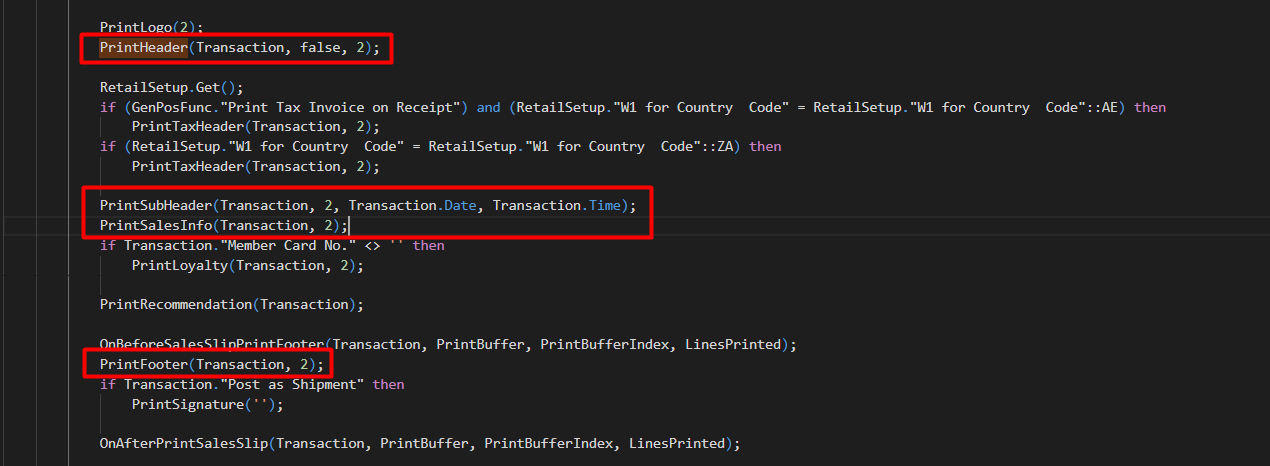 PrintLogo(2);
PrintHeader(Transaction, false, 2);
RetailSetup.Get();
if (GenPosFunc."Print Tax Invoice on Receipt") and (RetailSetup."W1 for Country  Code" = RetailSetup."W1 for Country  Code"::AE) then
PrintTaxHeader(Transaction, 2);
if (RetailSetup."W1 for Country  Code" = RetailSetup."W1 for Country  Code"::ZA) then
PrintTaxHeader(Transaction, 2);
PrintSubHeader(Transaction, 2, Transaction.Date, Transaction.Time);
PrintSalesInfo(Transaction, 2);
if Transaction."Member Card No." <> '' then
PrintLoyalty(Transaction, 2);
PrintRecommendation(Transaction);
OnBeforeSalesSlipPrintFooter(Transaction, PrintBuffer, PrintBufferIndex, LinesPrinted);
PrintFooter(Transaction, 2);
if Transaction."Post as Shipment" then
PrintSignature('');
OnAfterPrintSalesSlip(Transaction, PrintBuffer, PrintBufferIndex, LinesPrinted);